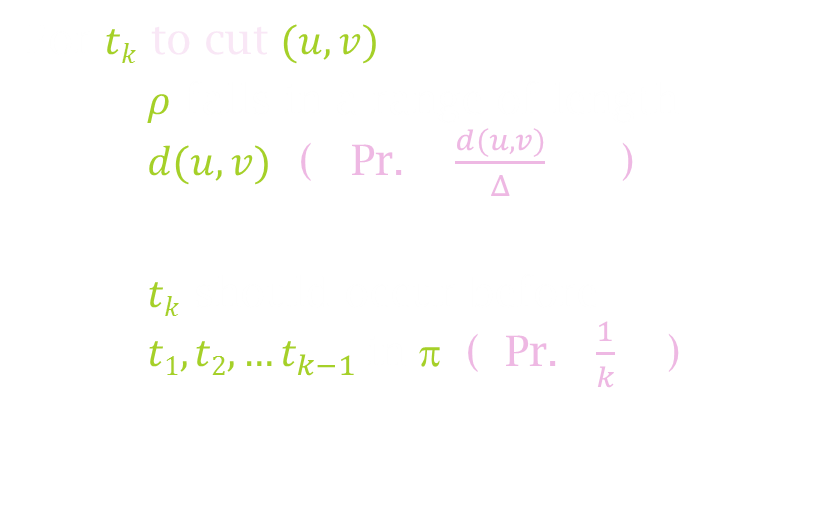 t_k to cut (u, v)
ρ
d(u, v) ( Pr. d(u,v)/Δ )
t_k
t_1, t_2, … t_{k−1} π ( Pr. 1/k )